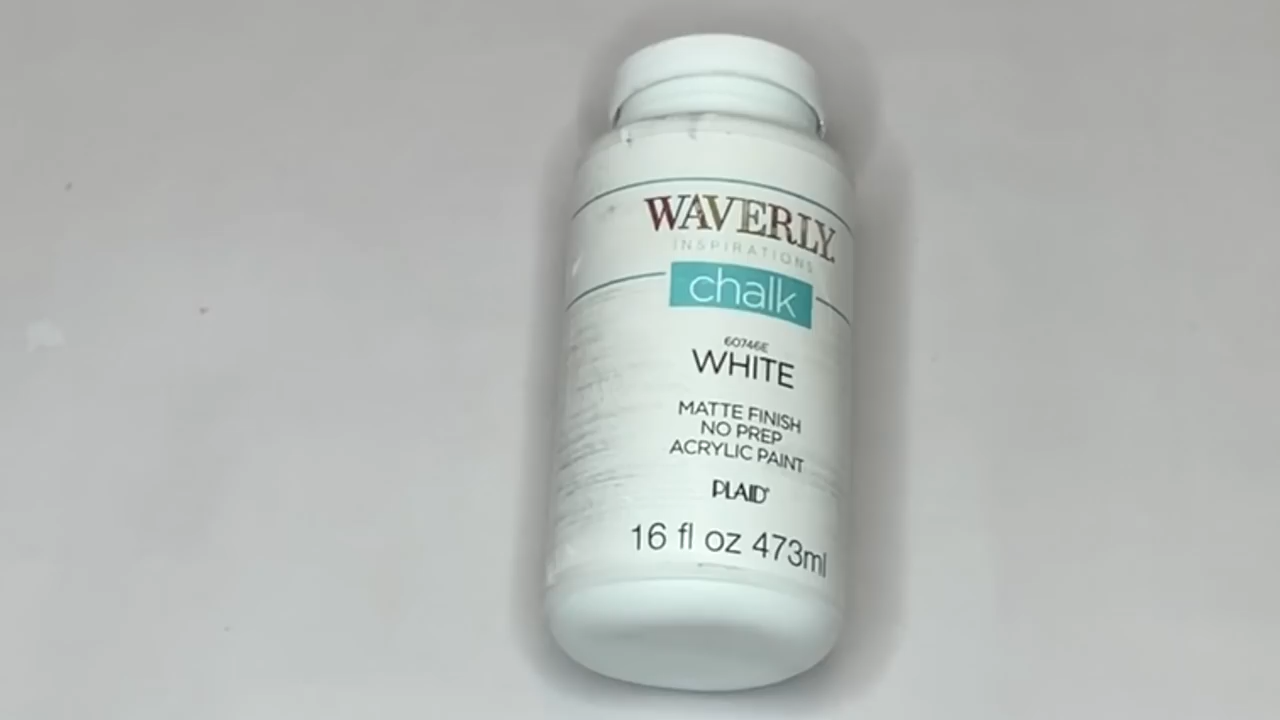 WAVERLY
INSPIRATIONS
chalk
60746E
WHITE
MATTE FINISH
NO PREP
ACRYLIC PAINT
PLAID®
16 fl oz 473ml